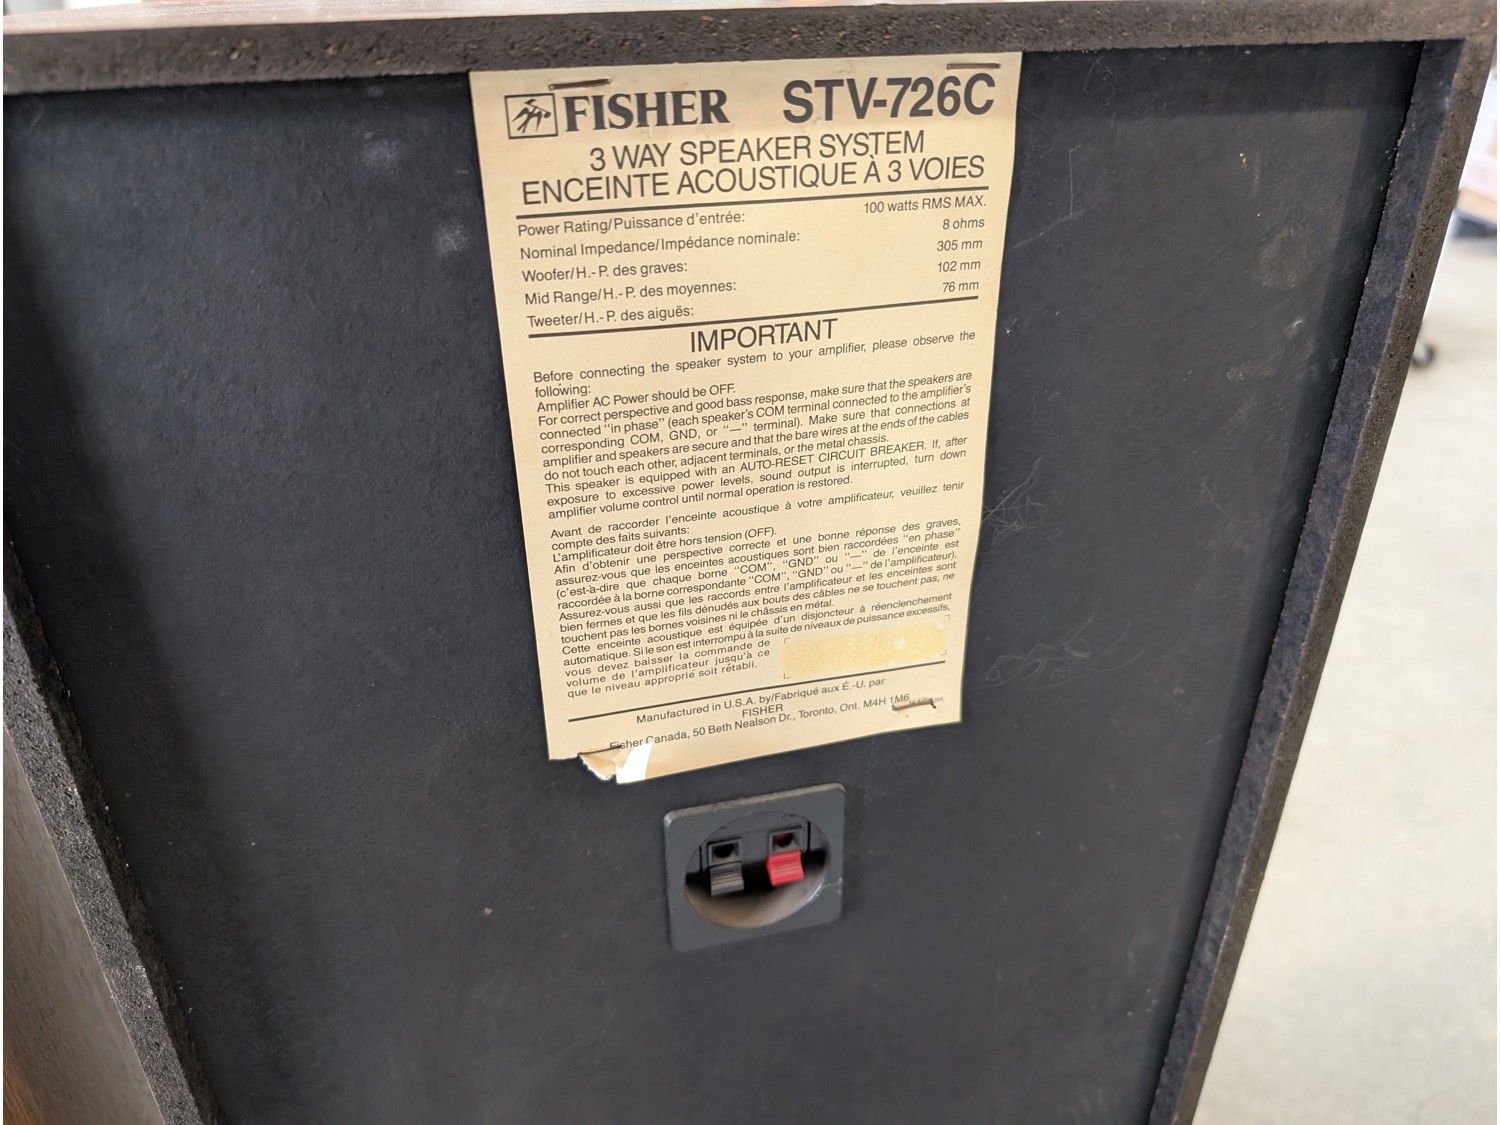 FISHER STV-726C
3 WAY SPEAKER SYSTEM
ENCEINTE ACOUSTIQUE À 3 VOIES
Power Rating/Puissance d'entrée: 100 watts RMS MAX.
Nominal Impedance/Impédance nominale: 8 ohms
Woofer/H.-P. des graves: 305 mm
Mid Range/H.-P. des moyennes: 102 mm
Tweeter/H.-P. des aiguës: 76 mm
IMPORTANT
Before connecting the speaker system to your amplifier, please observe the
following:
Amplifier AC Power should be OFF.
For correct perspective and good bass response, make sure that the speakers are
connected "in phase" (each speaker's COM terminal connected to the amplifier's
corresponding COM, GND, or "—" terminal). Make sure that connections at
amplifier and speakers are secure and that the bare wires at the ends of the cables
do not touch each other, adjacent terminals, or the metal chassis.
This speaker is equipped with an AUTO-RESET CIRCUIT BREAKER. If, after
exposure to excessive power levels, sound output is interrupted, turn down
amplifier volume control until normal operation is restored.
Avant de raccorder l'enceinte acoustique à votre amplificateur, veuillez tenir
compte des faits suivants:
L'amplificateur doit être hors tension (OFF).
Afin d'obtenir une perspective correcte et une bonne réponse des graves,
assurez-vous que les enceintes acoustiques sont bien raccordées "en phase"
(c'est-à-dire que chaque borne "COM", "GND" ou "—" de l'enceinte est
raccordée à la borne correspondante "COM", "GND" ou "—" de l'amplificateur).
Assurez-vous aussi que les raccords entre l'amplificateur et les enceintes sont
bien fermes et que les fils dénudés aux bouts des câbles ne se touchent pas, ne
touchent pas les bornes voisines ni le châssis en métal.
Cette enceinte acoustique est équipée d'un disjoncteur à réenclenchement
automatique. Si le son est interrompu à la suite de niveaux de puissance excessifs,
vous devez baisser la commande de
volume de l'amplificateur jusqu'à ce
que le niveau approprié soit rétabli.
Manufactured in U.S.A. by/Fabriqué aux É.-U. par
FISHER
Fisher Canada, 50 Beth Nealson Dr., Toronto, Ont. M4H 1M6